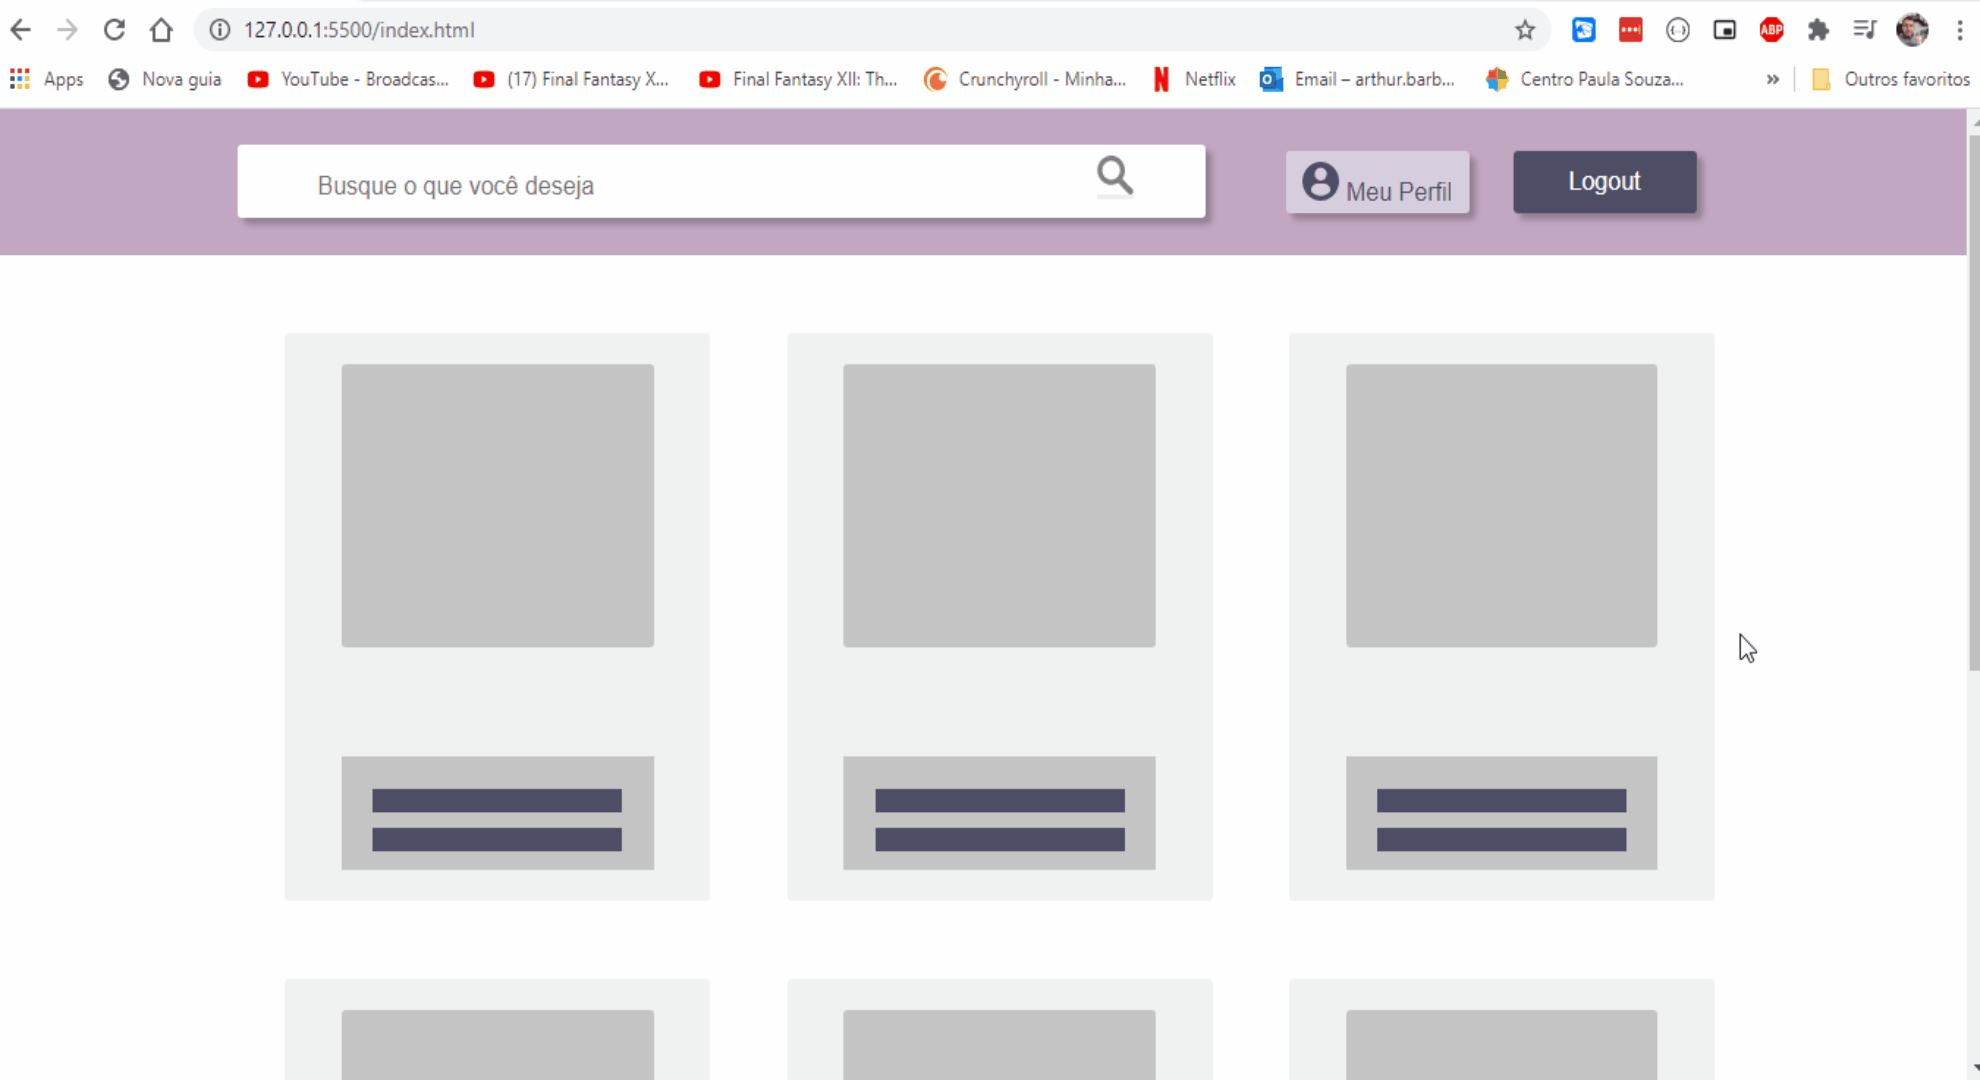 127.0.0.1:5500/index.html
ABP
Apps Nova guia YouTube - Broadcas... (17) Final Fantasy X... Final Fantasy XII: Th... Crunchyroll - Minha... N Netflix Email – arthur.barb... Centro Paula Souza... » Outros favoritos
Busque o que você deseja
Meu Perfil
Logout